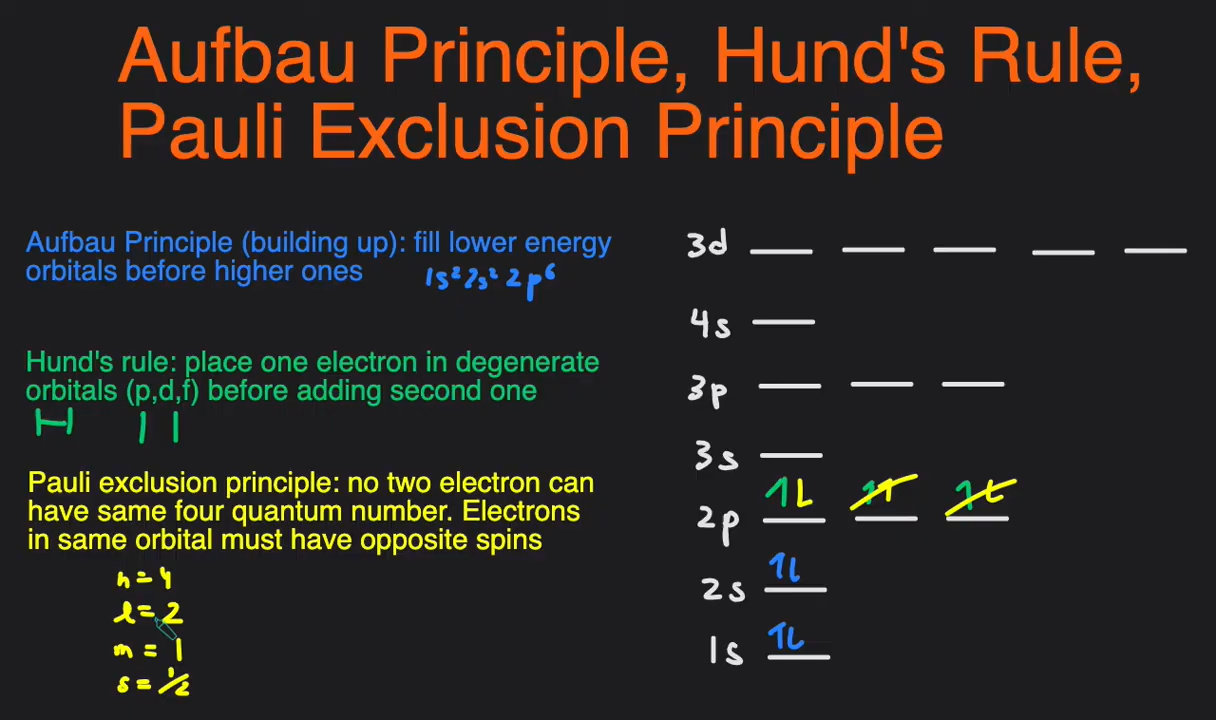 Aufbau Principle, Hund's Rule,
Pauli Exclusion Principle
Aufbau Principle (building up): fill lower energy
orbitals before higher ones
1s² 2s² 2p⁶
Hund's rule: place one electron in degenerate
orbitals (p,d,f) before adding second one
Pauli exclusion principle: no two electron can
have same four quantum number. Electrons
in same orbital must have opposite spins
n = 4
l = 2
m = 1
s = 1/2
3d
4s
3p
3s
2p
2s
1s